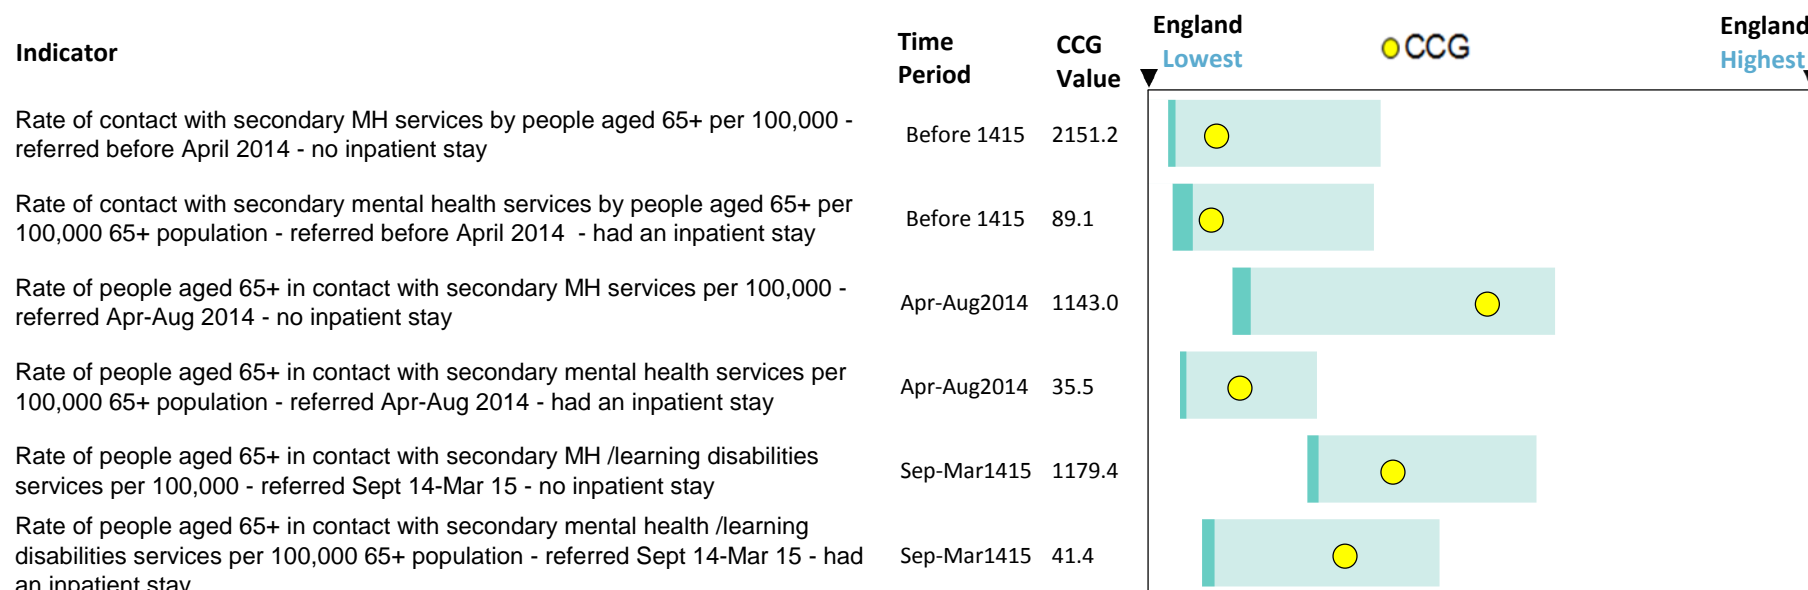 Indicator
Time
Period
CCG
Value
England
Lowest
CCG
England
Highest
Rate of contact with secondary MH services by people aged 65+ per 100,000 -
referred before April 2014 - no inpatient stay
Before 1415 2151.2
Rate of contact with secondary mental health services by people aged 65+ per
100,000 65+ population - referred before April 2014  - had an inpatient stay
Before 1415 89.1
Rate of people aged 65+ in contact with secondary MH services per 100,000 -
referred Apr-Aug 2014 - no inpatient stay
Apr-Aug2014 1143.0
Rate of people aged 65+ in contact with secondary mental health services per
100,000 65+ population - referred Apr-Aug 2014 - had an inpatient stay
Apr-Aug2014 35.5
Rate of people aged 65+ in contact with secondary MH /learning disabilities
services per 100,000 - referred Sept 14-Mar 15 - no inpatient stay
Sep-Mar1415 1179.4
Rate of people aged 65+ in contact with secondary mental health /learning
disabilities services per 100,000 65+ population - referred Sept 14-Mar 15 - had
an inpatient stay
Sep-Mar1415 41.4